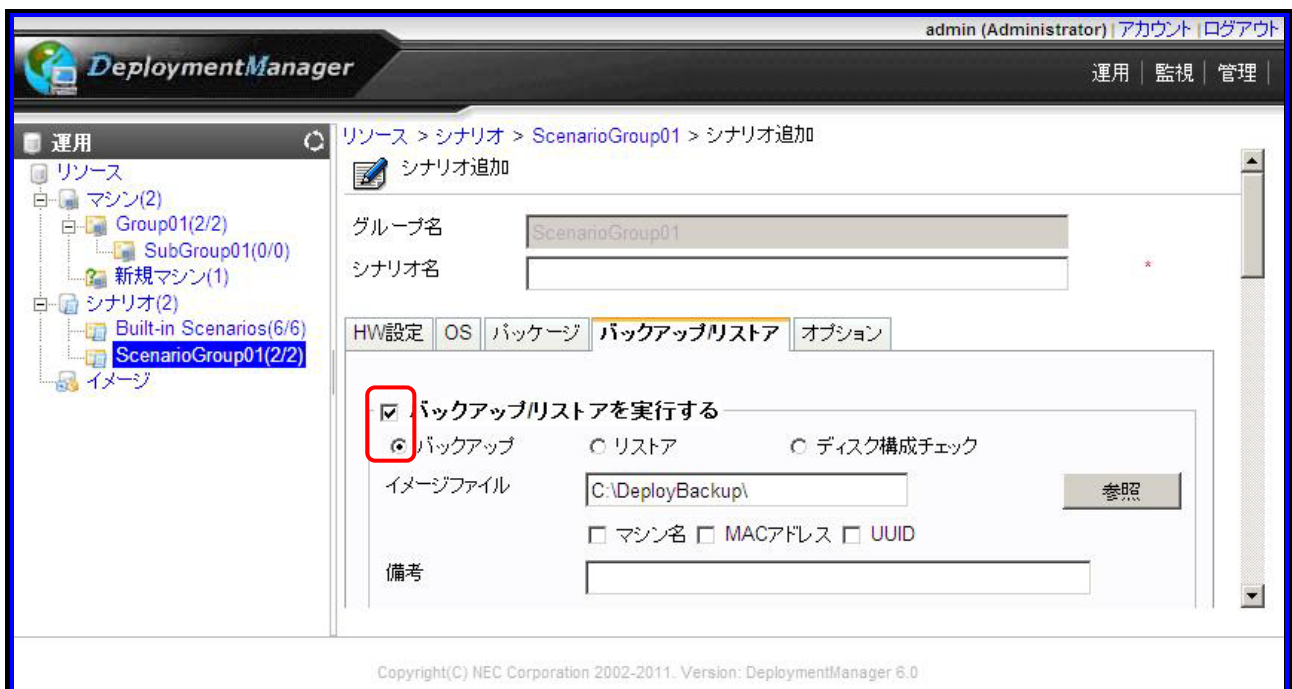 admin (Administrator) | アカウント | ログアウト
DeploymentManager
運用 | 監視 | 管理 |
運用
リソース
マシン(2)
Group01(2/2)
SubGroup01(0/0)
新規マシン(1)
シナリオ(2)
Built-in Scenarios(6/6)
ScenarioGroup01(2/2)
イメージ
リソース > シナリオ > ScenarioGroup01 > シナリオ追加
シナリオ追加
グループ名 ScenarioGroup01
シナリオ名 *
HW設定 OS パッケージ バックアップ/リストア オプション
バックアップ/リストアを実行する
バックアップ リストア ディスク構成チェック
イメージファイル C:\DeployBackup\ 参照
マシン名 MACアドレス UUID
備考
Copyright(C) NEC Corporation 2002-2011. Version: DeploymentManager 6.0